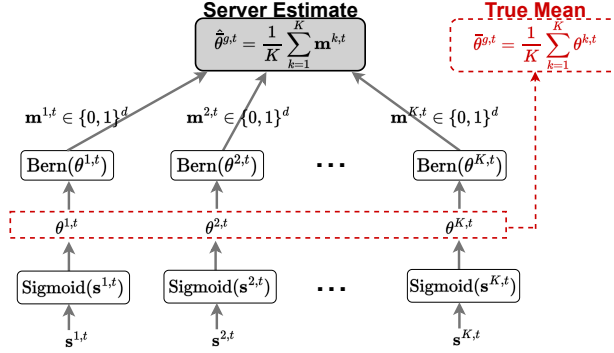 Server Estimate True Mean
$\hat{\bar{\theta}}^{g,t} = \frac{1}{K} \sum_{k=1}^{K} \mathbf{m}^{k,t}$ $\bar{\theta}^{g,t} = \frac{1}{K} \sum_{k=1}^{K} \theta^{k,t}$
$\mathbf{m}^{1,t} \in \{0, 1\}^d$ $\mathbf{m}^{2,t} \in \{0, 1\}^d$ $\mathbf{m}^{K,t} \in \{0, 1\}^d$
Bern($\theta^{1,t}$) Bern($\theta^{2,t}$) ... Bern($\theta^{K,t}$)
$\theta^{1,t}$ $\theta^{2,t}$ $\theta^{K,t}$
Sigmoid($\mathbf{s}^{1,t}$) Sigmoid($\mathbf{s}^{2,t}$) ... Sigmoid($\mathbf{s}^{K,t}$)
$\mathbf{s}^{1,t}$ $\mathbf{s}^{2,t}$ $\mathbf{s}^{K,t}$